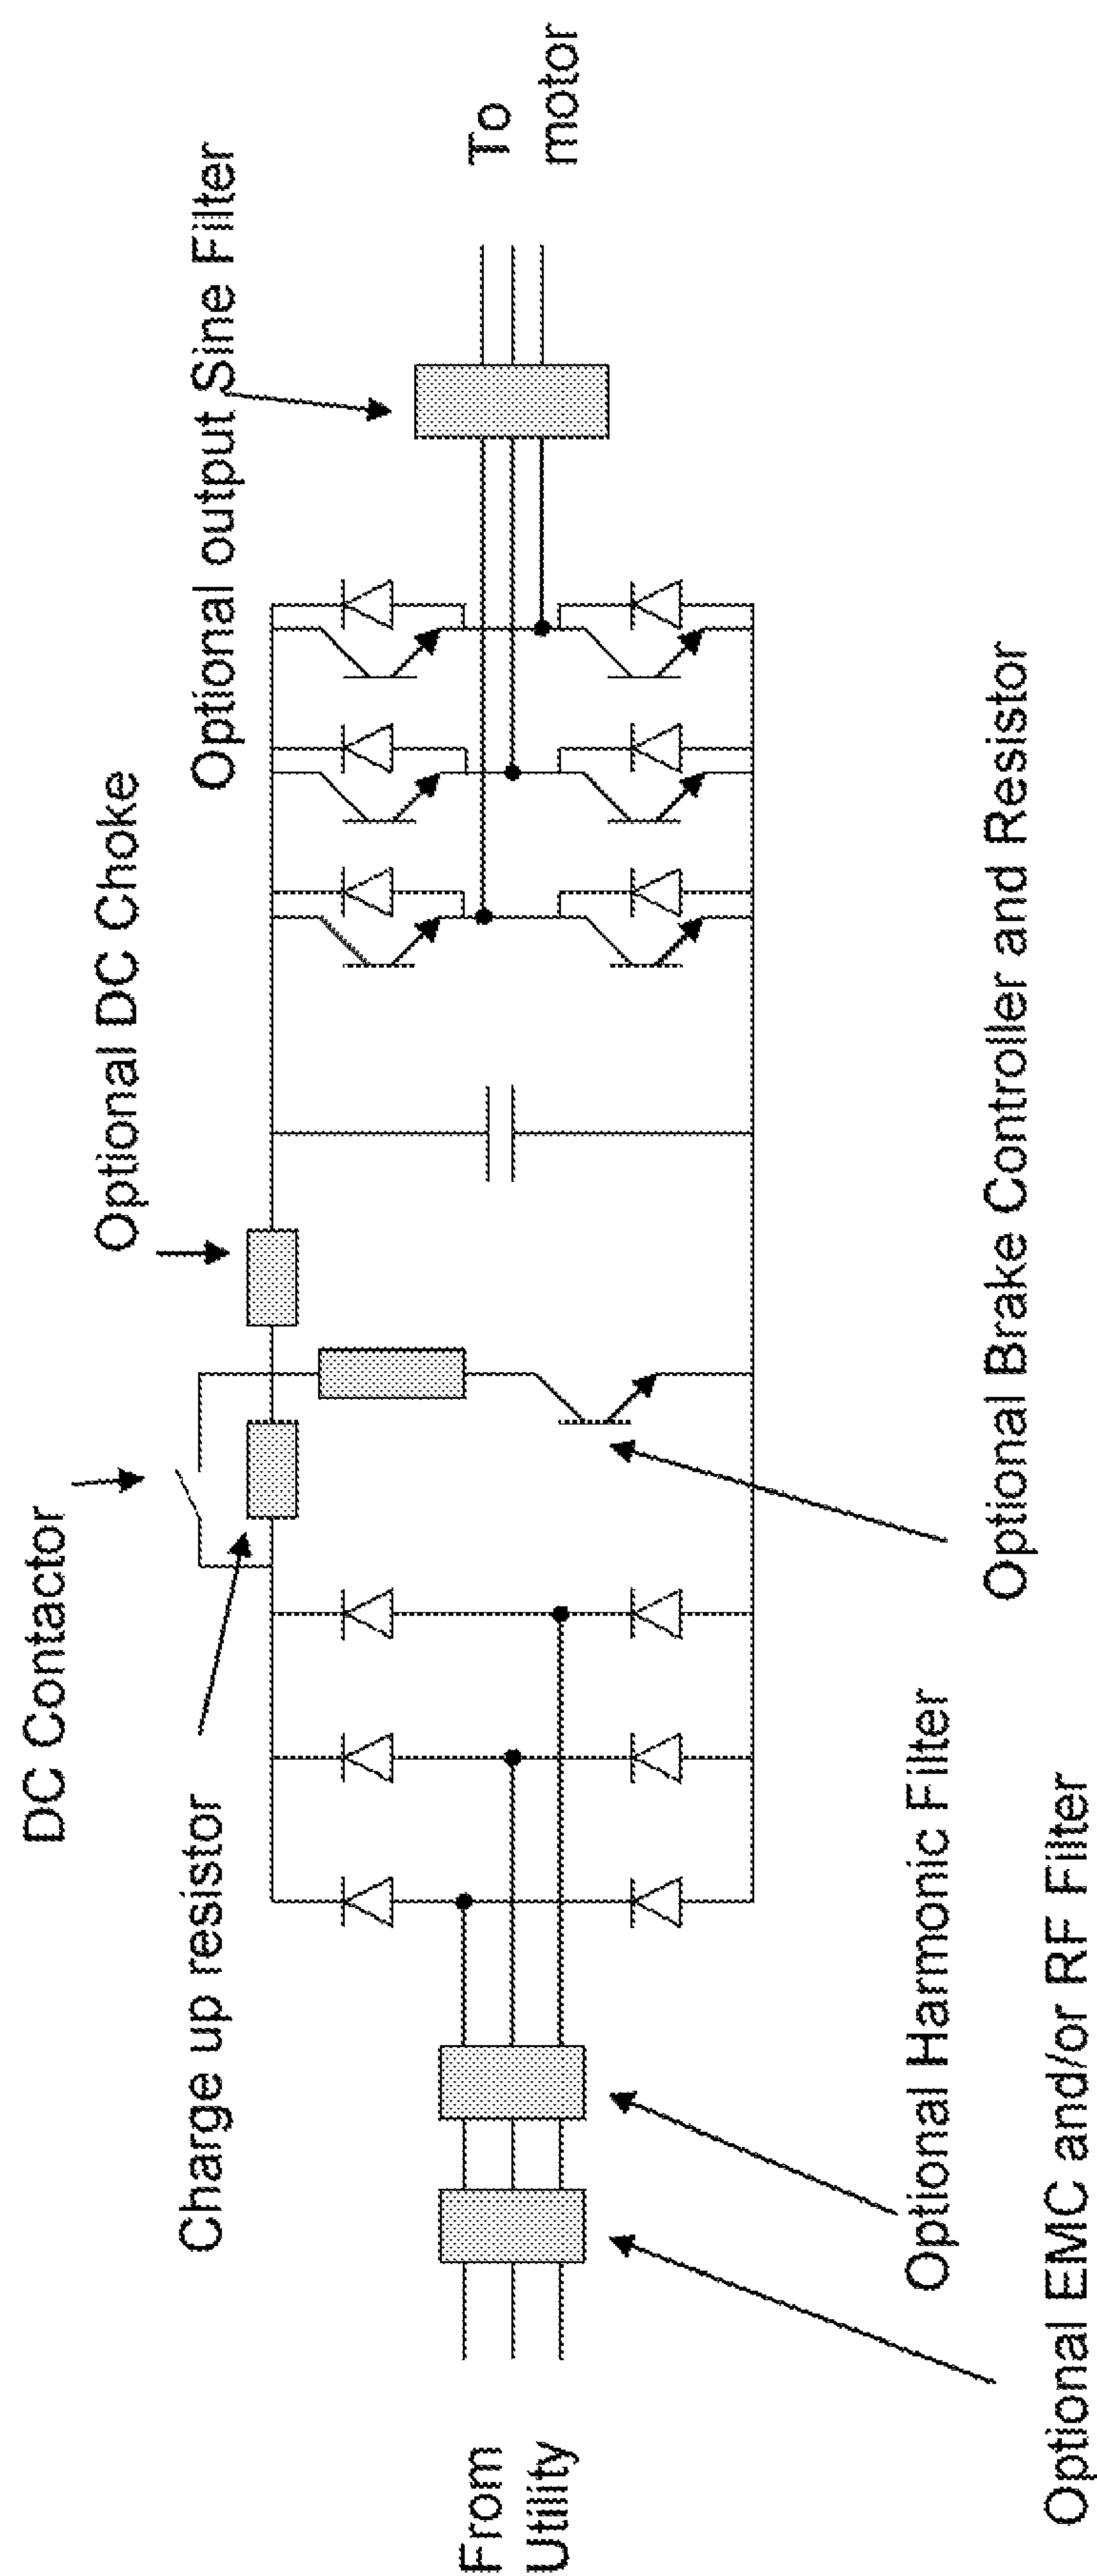 DC Contactor
Optional DC Choke
Charge up resistor
Optional output Sine Filter
From
Utility
To
motor
Optional Harmonic Filter
Optional Brake Controller and Resistor
Optional EMC and/or RF Filter